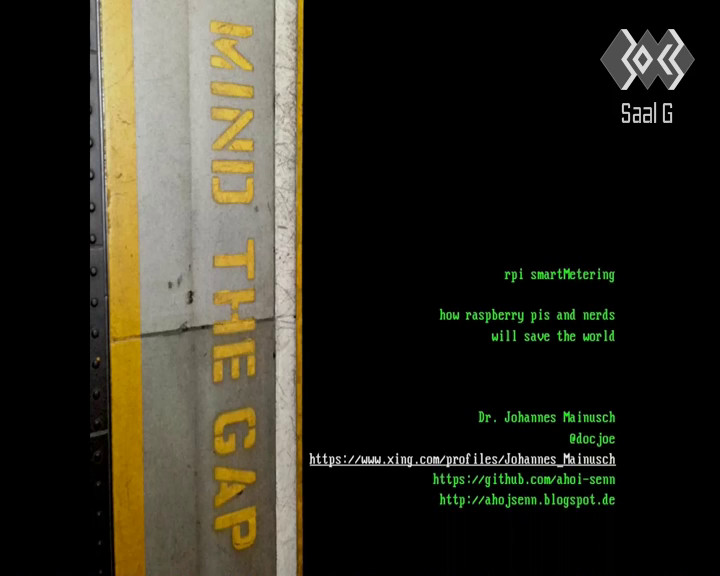 MIND THE GAP
Saal G
rpi smartMetering
how raspberry pis and nerds
will save the world
Dr. Johannes Mainusch
@docjoe
https://www.xing.com/profiles/Johannes_Mainusch
https://github.com/ahoi-senn
http://ahojsenn.blogspot.de